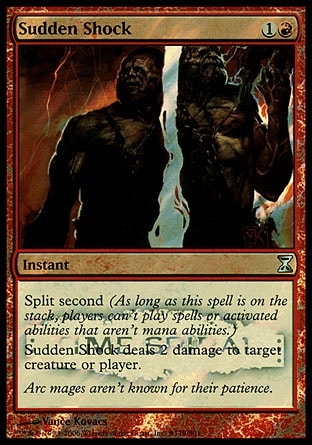 Sudden Shock 1
Instant
Split second (As long as this spell is on the
stack, players can't play spells or activated
abilities that aren't mana abilities.)
Sudden Shock deals 2 damage to target
creature or player.
Arc mages aren't known for their patience.
Vance Kovacs